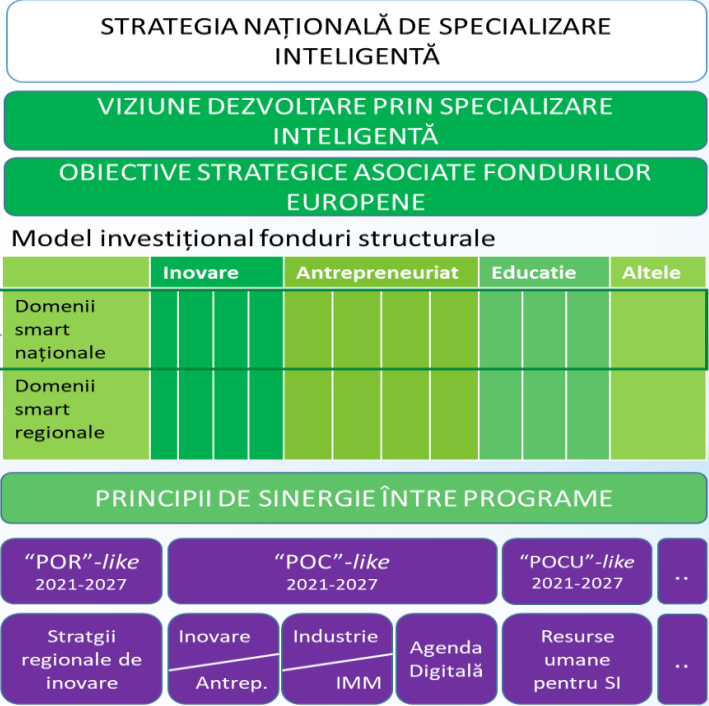 STRATEGIA NAȚIONALĂ DE SPECIALIZARE
INTELIGENTĂ
VIZIUNE DEZVOLTARE PRIN SPECIALIZARE
INTELIGENTĂ
OBIECTIVE STRATEGICE ASOCIATE FONDURILOR
EUROPENE
Model investițional fonduri structurale
Inovare Antrepreneuriat Educatie Altele
Domenii
smart
naționale
Domenii
smart
regionale
PRINCIPII DE SINERGIE ÎNTRE PROGRAME
“POR”-like
2021-2027
“POC”-like
2021-2027
“POCU”-like
2021-2027
..
Stratgii
regionale de
inovare
Inovare
Antrep.
Industrie
IMM
Agenda
Digitală
Resurse
umane
pentru SI
..